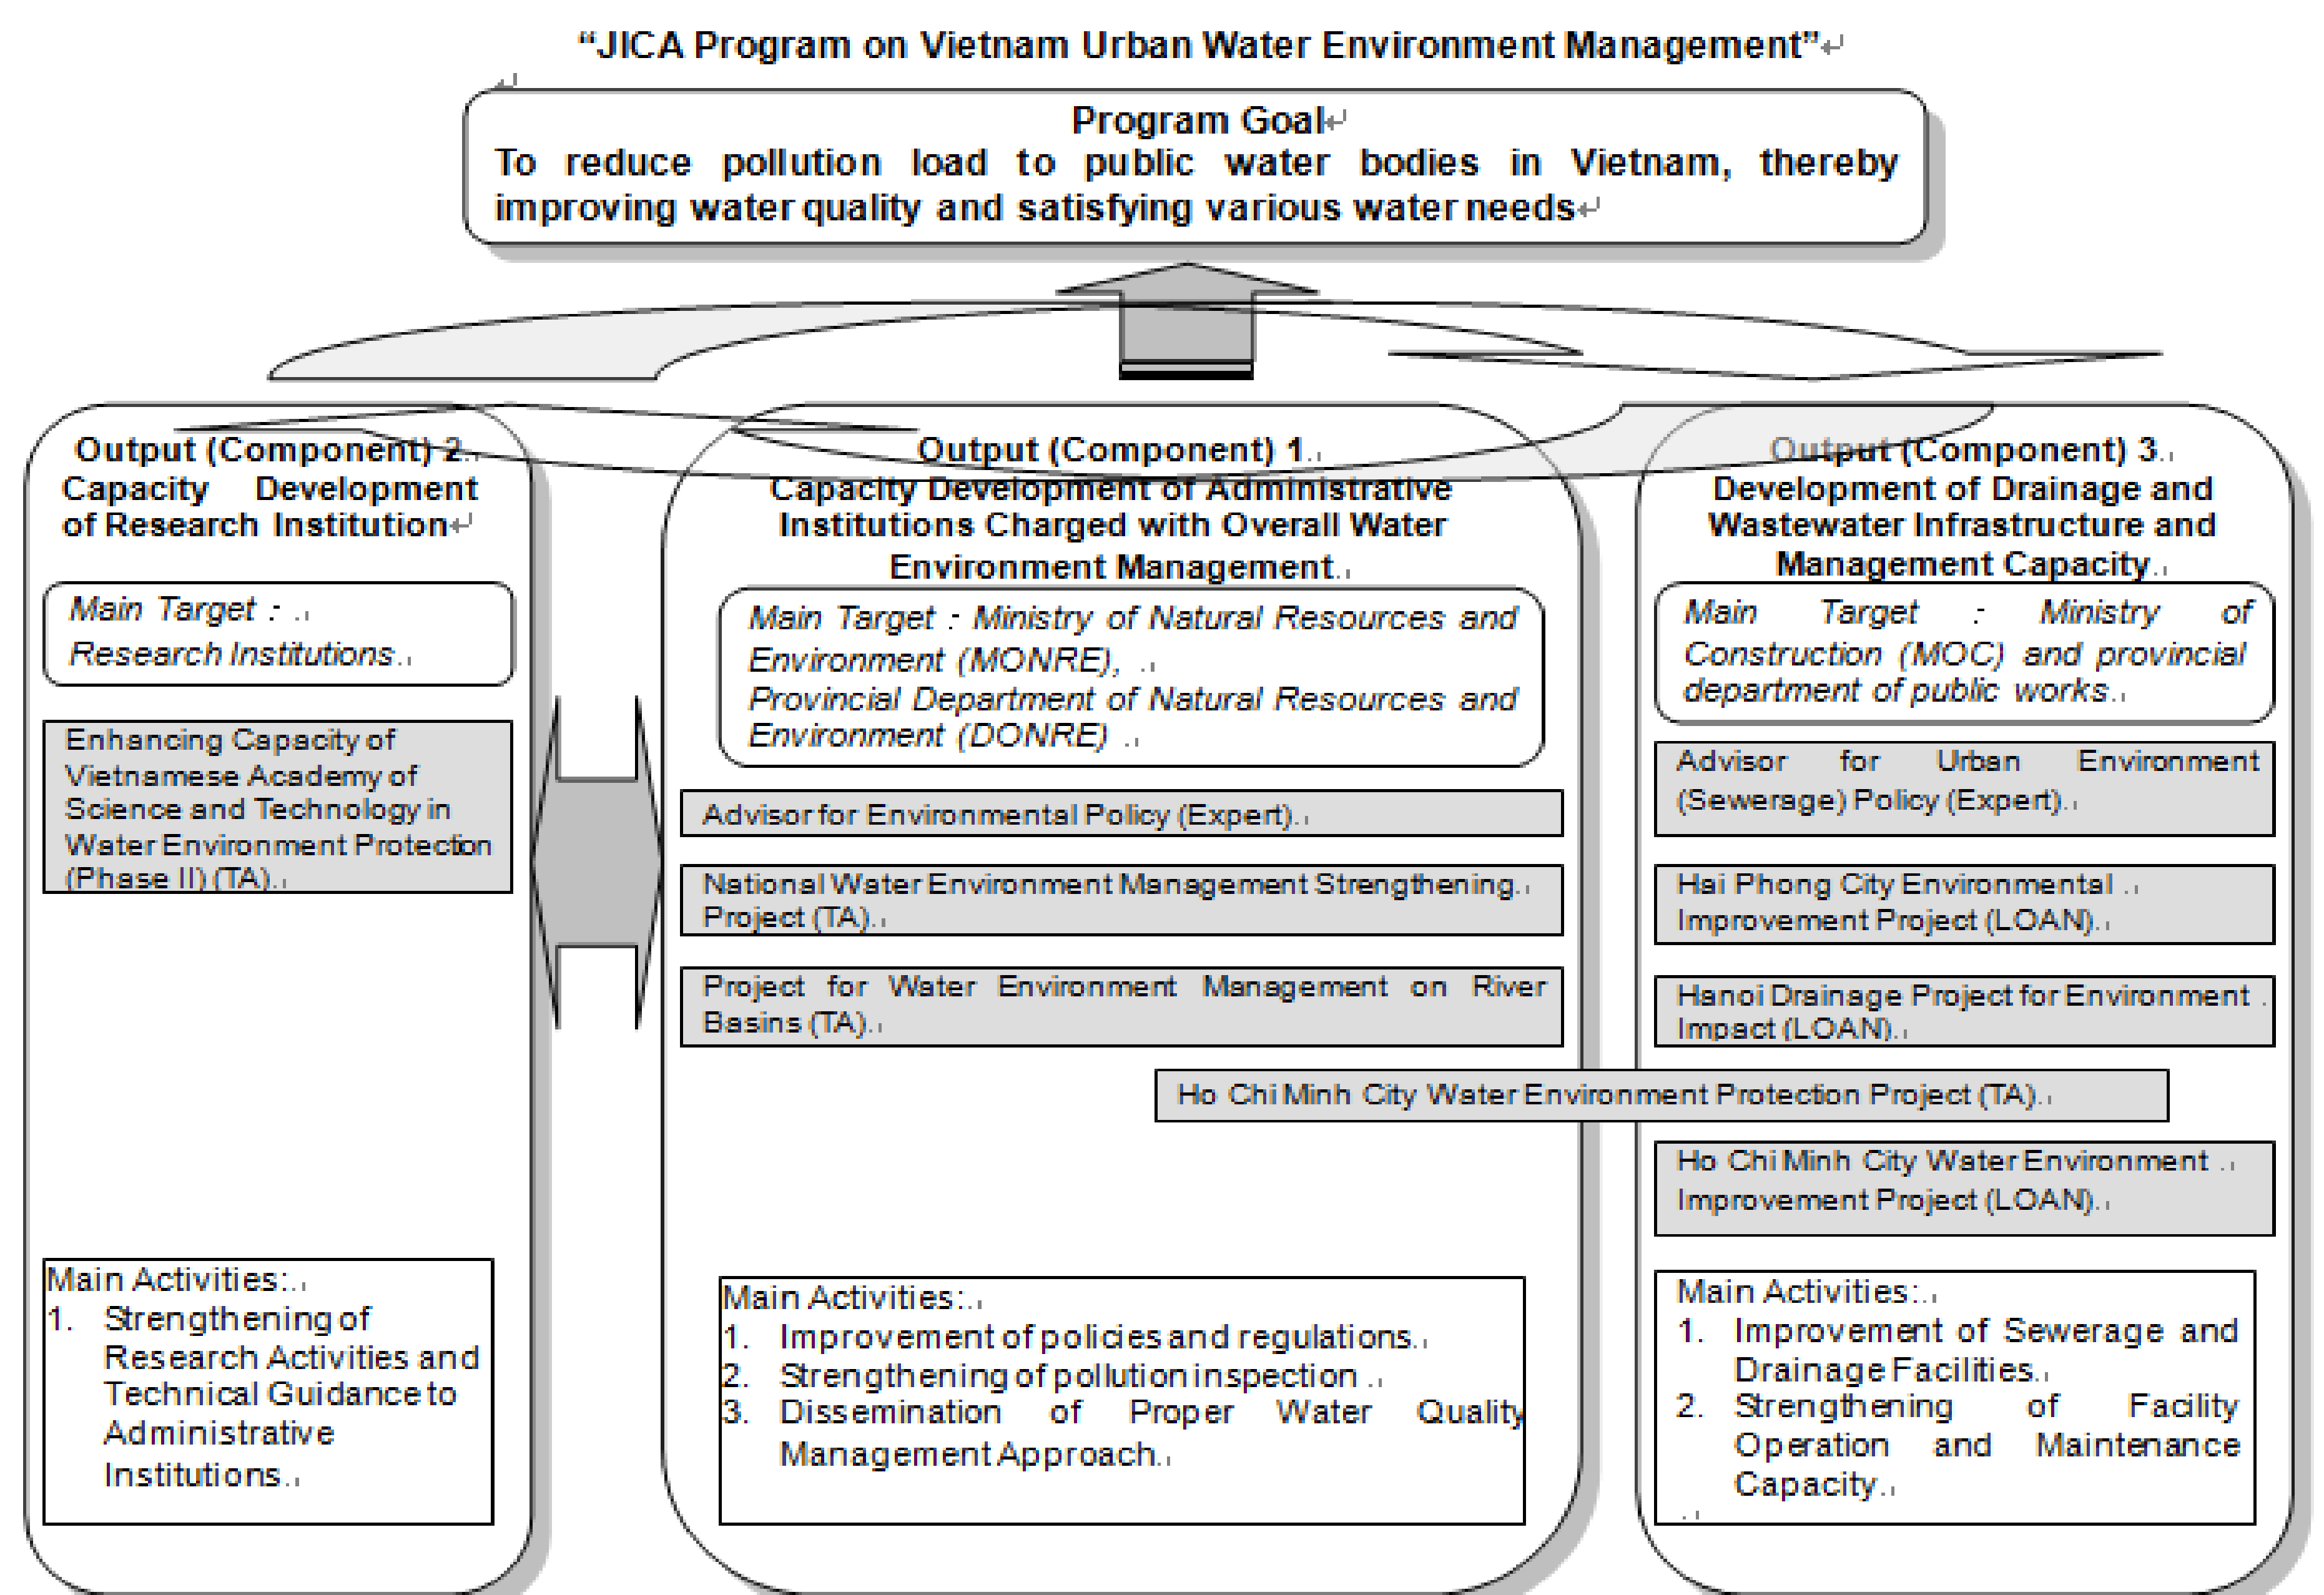 “JICA Program on Vietnam Urban Water Environment Management”
Program Goal
To reduce pollution load to public water bodies in Vietnam, thereby
improving water quality and satisfying various water needs
Output (Component) 2
Capacity Development
of Research Institution
Main Target :
Research Institutions
Enhancing Capacity of
Vietnamese Academy of
Science and Technology in
Water Environment Protection
(Phase II) (TA)
Main Activities:
1. Strengthening of
Research Activities and
Technical Guidance to
Administrative
Institutions
Output (Component) 1
Capacity Development of Administrative
Institutions Charged with Overall Water
Environment Management
Main Target : Ministry of Natural Resources and
Environment (MONRE),
Provincial Department of Natural Resources and
Environment (DONRE)
Advisor for Environmental Policy (Expert)
National Water Environment Management Strengthening
Project (TA)
Project for Water Environment Management on River
Basins (TA)
Ho Chi Minh City Water Environment Protection Project (TA)
Main Activities:
1. Improvement of policies and regulations
2. Strengthening of pollution inspection
3. Dissemination of Proper Water Quality
Management Approach
Output (Component) 3
Development of Drainage and
Wastewater Infrastructure and
Management Capacity
Main Target : Ministry of
Construction (MOC) and provincial
department of public works
Advisor for Urban Environment
(Sewerage) Policy (Expert)
Hai Phong City Environmental
Improvement Project (LOAN)
Hanoi Drainage Project for Environment
Impact (LOAN)
Ho Chi Minh City Water Environment
Improvement Project (LOAN)
Main Activities:
1. Improvement of Sewerage and
Drainage Facilities
2. Strengthening of Facility
Operation and Maintenance
Capacity